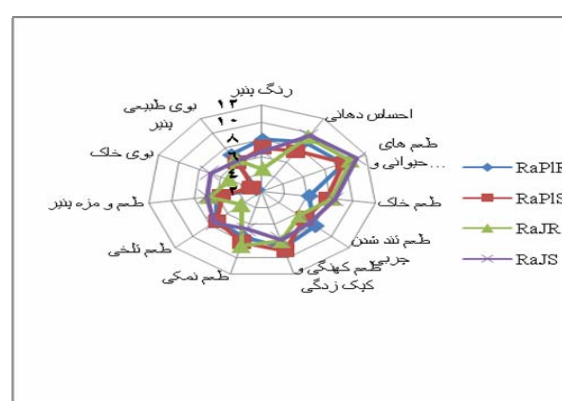 رنگ پنیر
احساس دهانی
طعم های
حیوانی و ...
طعم خاک
طعم تند شدن
چربی
طعم کهنگی و
کپک زدگی
طعم نمکی
طعم تلخی
طعم و مزه پنیر
بوی خاک
بوی طبیعی
پنیر
۱۲
۱۰
۸
۶
۴
۲
RaPlR
RaPlS
RaJR
RaJS